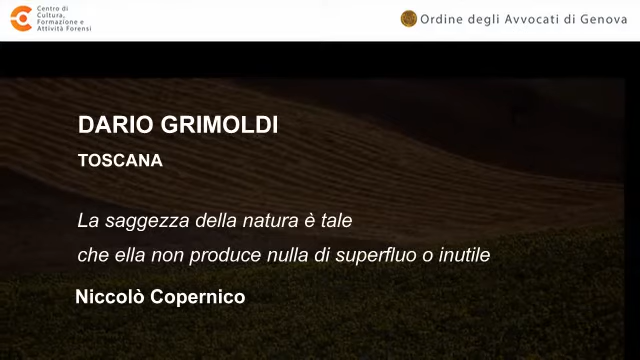 Centro di
Cultura,
Formazione e
Attività Forensi
Ordine degli Avvocati di Genova
DARIO GRIMOLDI
TOSCANA
La saggezza della natura è tale
che ella non produce nulla di superfluo o inutile
Niccolò Copernico